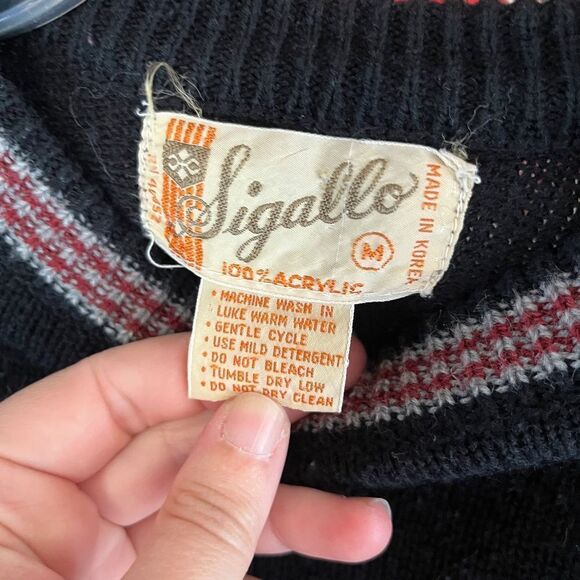 Sigallo
M
MADE IN KOREA
100% ACRYLIC
• MACHINE WASH IN
LUKE WARM WATER
• GENTLE CYCLE
• USE MILD DETERGENT
• DO NOT BLEACH
• TUMBLE DRY LOW
• DO NOT DRY CLEAN